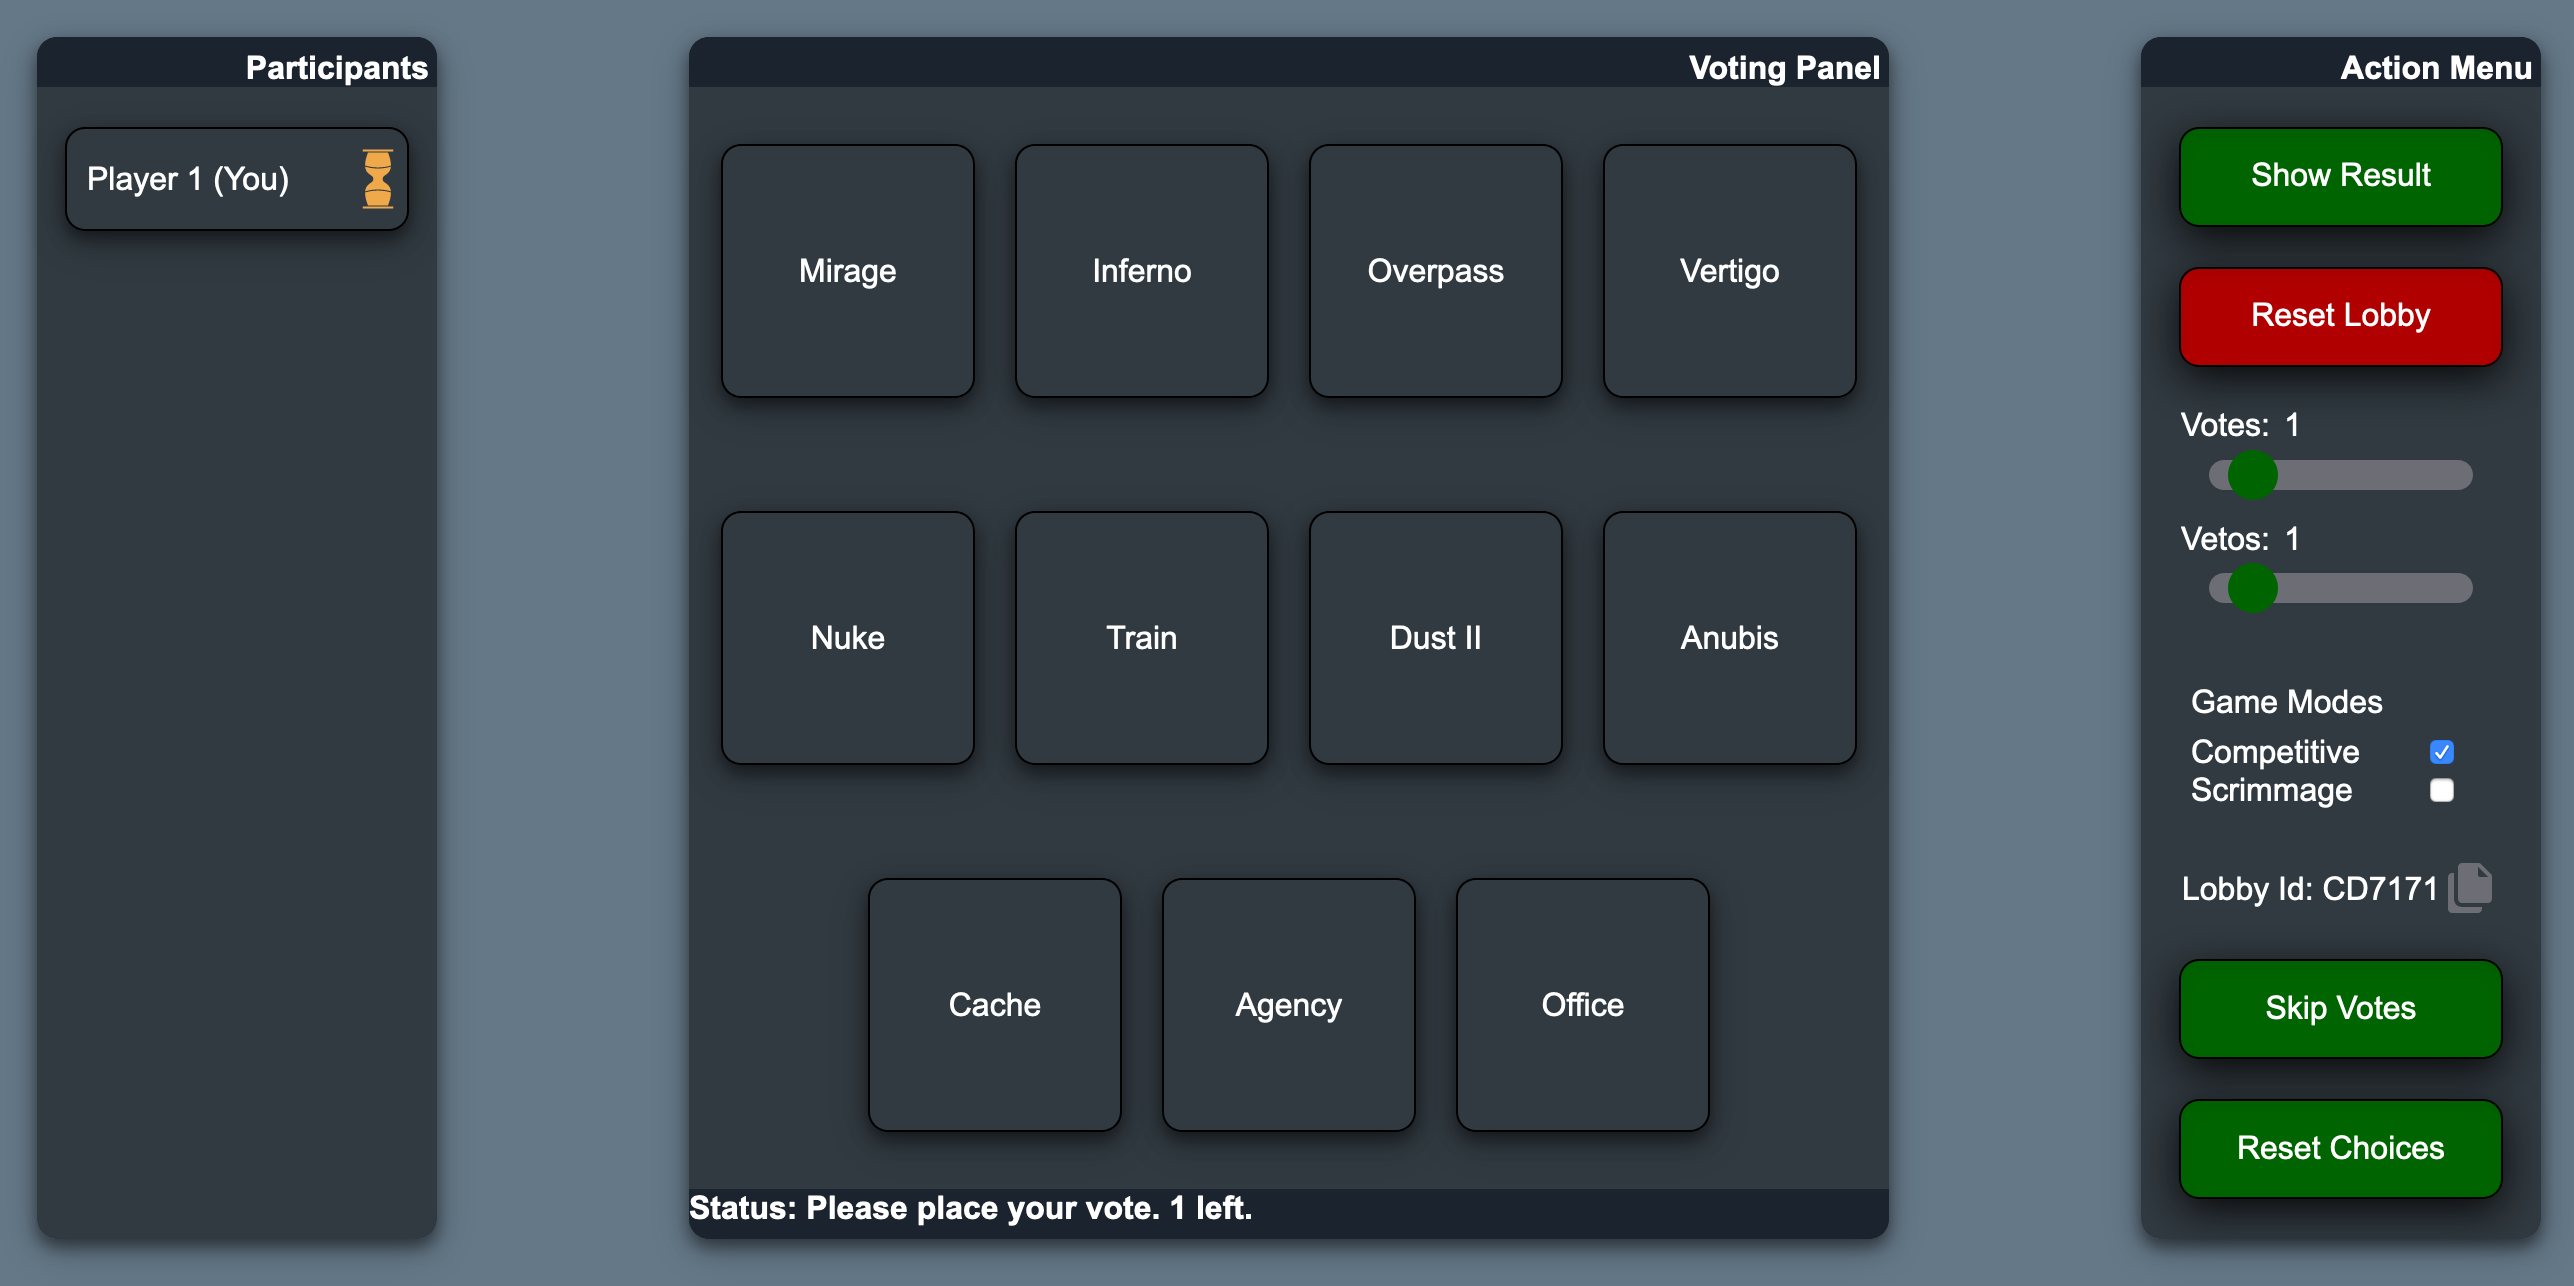 Participants
Player 1 (You)
Voting Panel
Mirage
Inferno
Overpass
Vertigo
Nuke
Train
Dust II
Anubis
Cache
Agency
Office
Status: Please place your vote. 1 left.
Action Menu
Show Result
Reset Lobby
Votes: 1
Vetos: 1
Game Modes
Competitive
Scrimmage
Lobby Id: CD7171
Skip Votes
Reset Choices